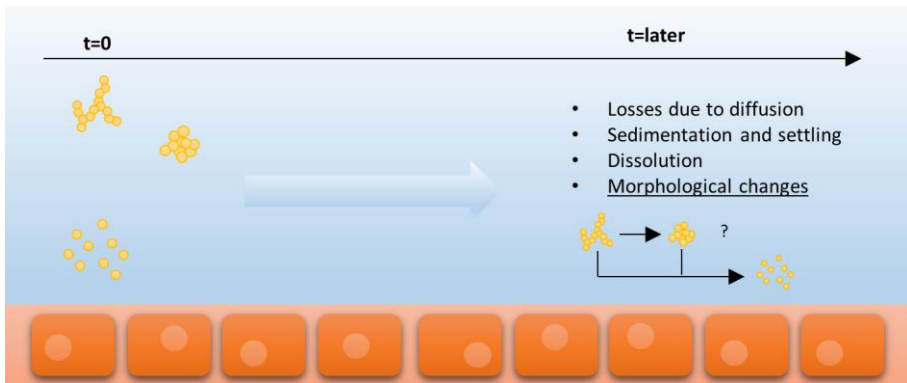 t=0
t=later
• Losses due to diffusion
• Sedimentation and settling
• Dissolution
• Morphological changes
?